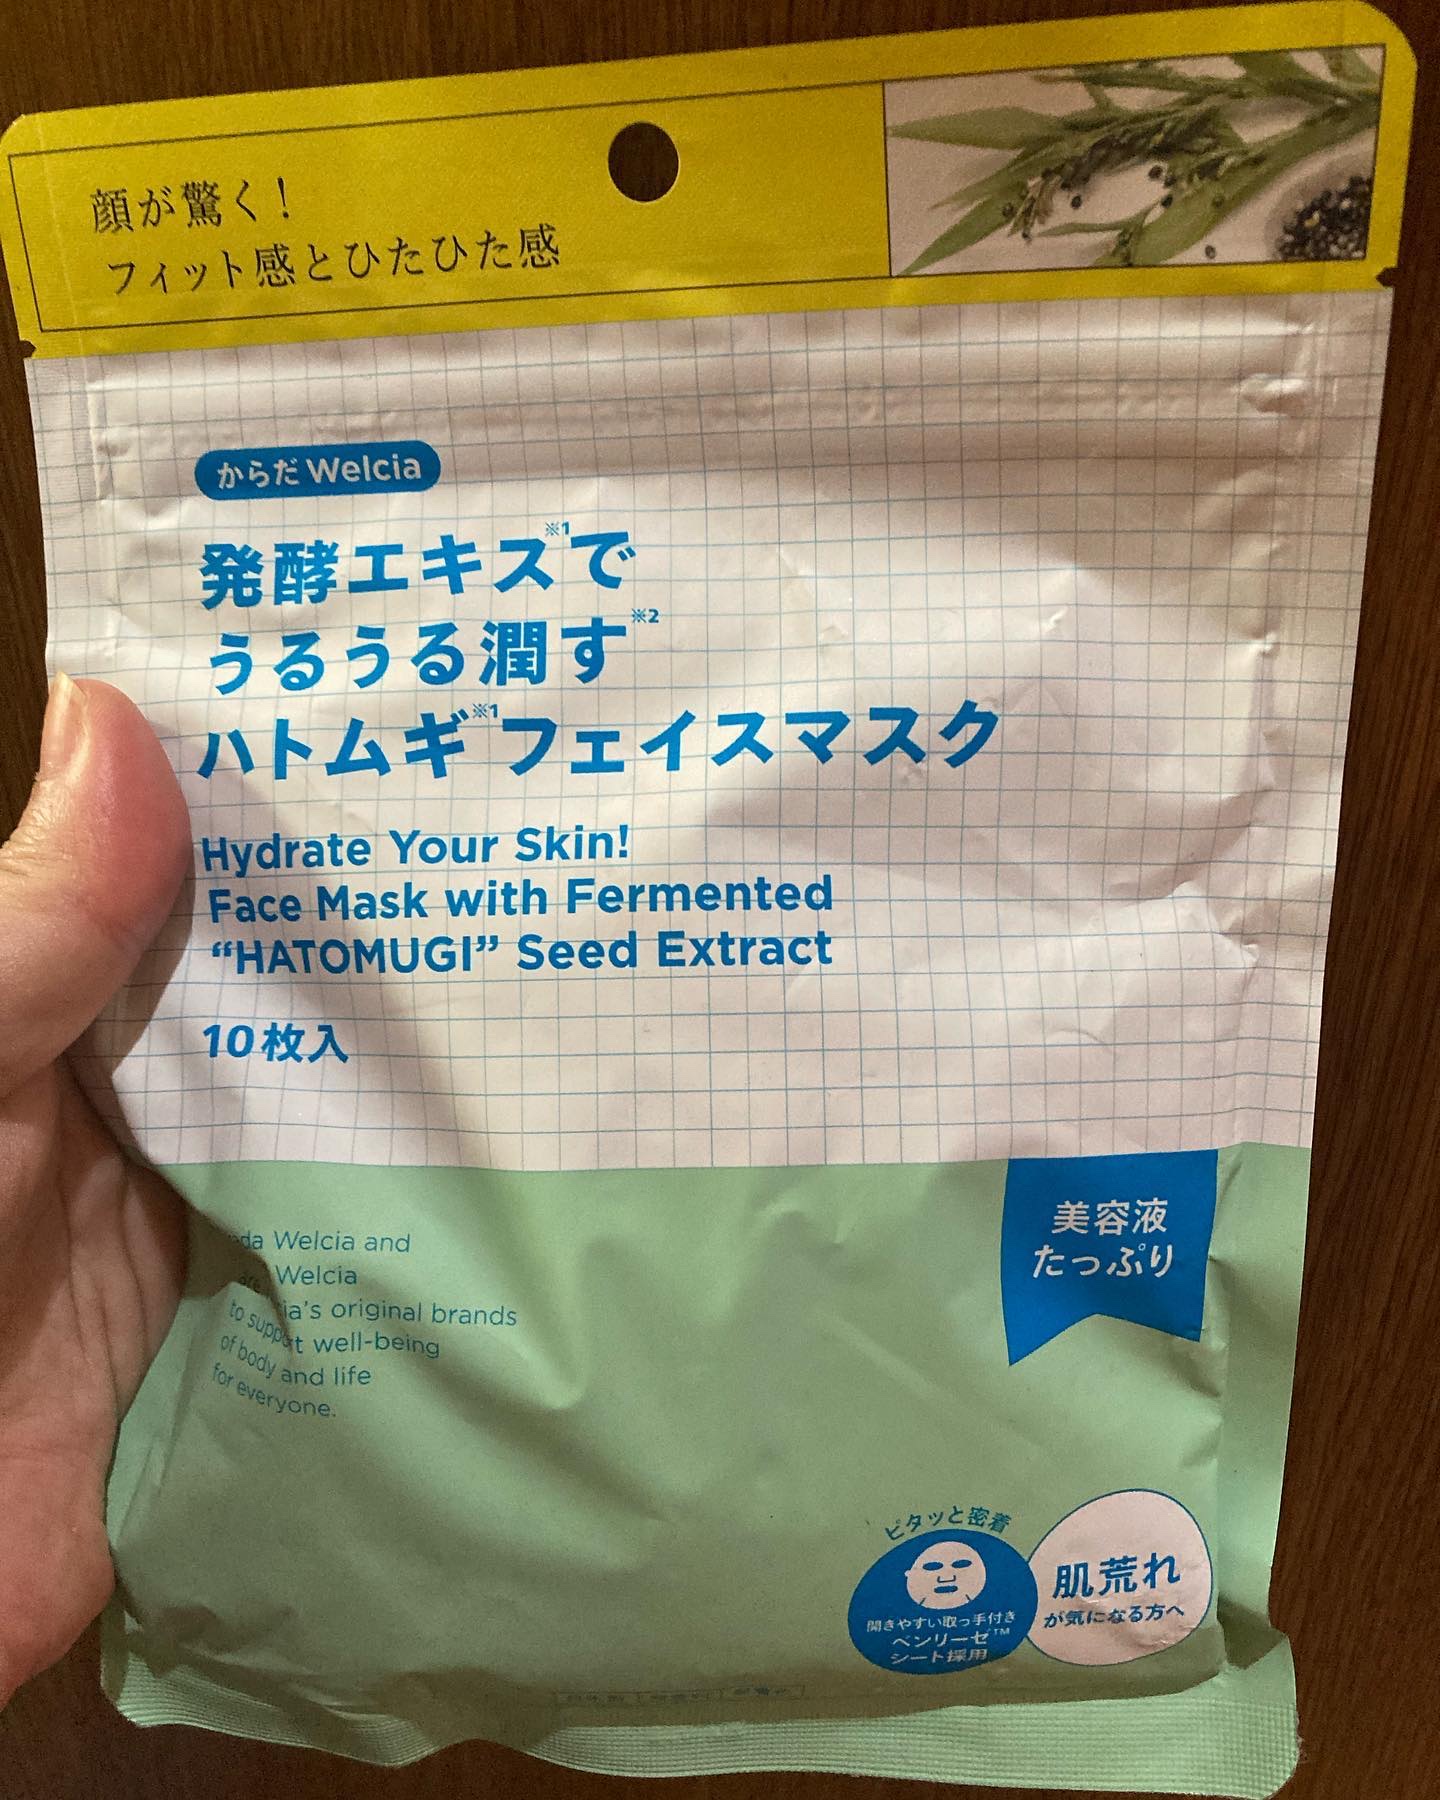 顔が驚く!
フィット感とひたひた感
からだWelcia
発酵エキス※1で
うるうる潤す※2
ハトムギ※1フェイスマスク
Hydrate Your Skin!
Face Mask with Fermented
“HATOMUGI” Seed Extract
10枚入
美容液
たっぷり
Welcia and
Welcia
original brands
to support well-being
of body and life
for everyone.
ピタッと密着
開きやすい取っ手付き
ベンリーゼ™
シート採用
肌荒れ
が気になる方へ